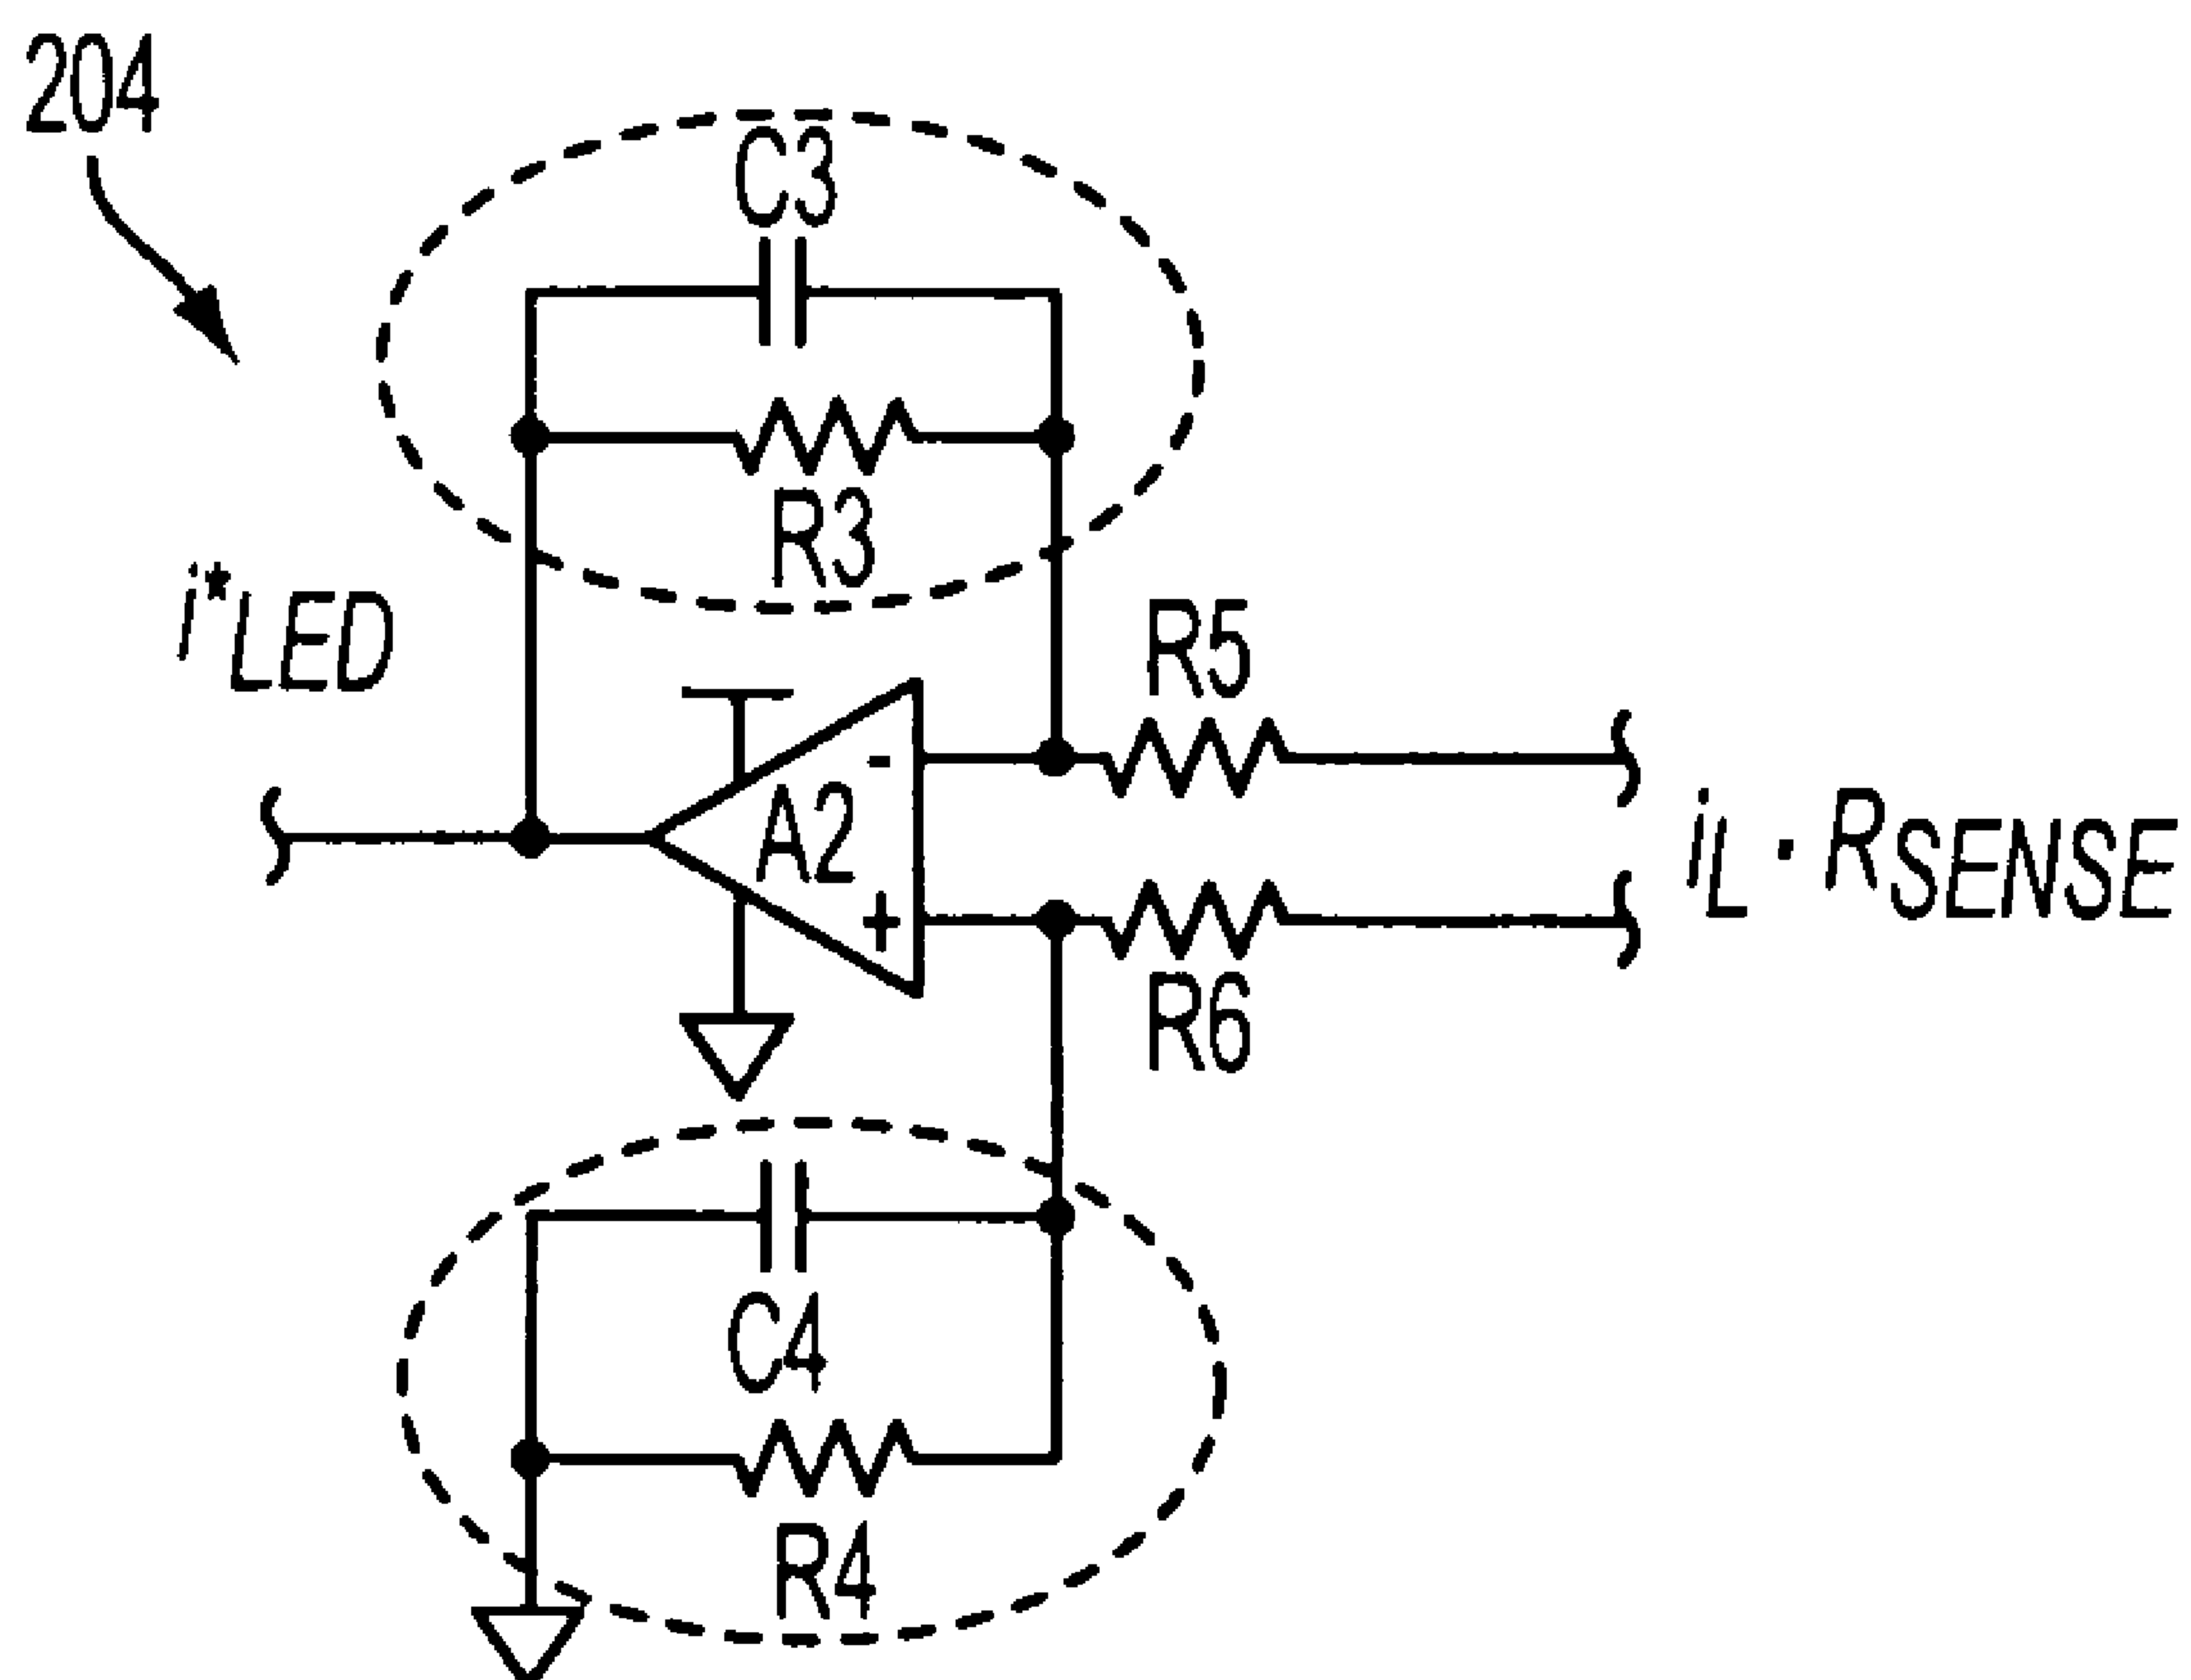 204
C3
R3
i*LED
R5
-
A2
+
iL · RSENSE
R6
C4
R4